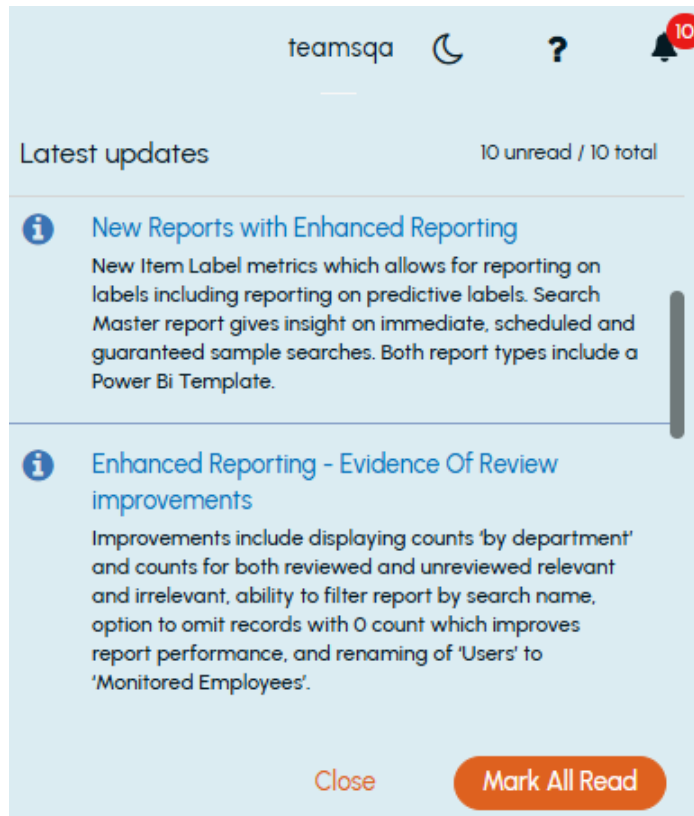 teamsqa ? 10
Latest updates 10 unread / 10 total
New Reports with Enhanced Reporting
New Item Label metrics which allows for reporting on
labels including reporting on predictive labels. Search
Master report gives insight on immediate, scheduled and
guaranteed sample searches. Both report types include a
Power Bi Template.
Enhanced Reporting - Evidence Of Review
improvements
Improvements include displaying counts ‘by department’
and counts for both reviewed and unreviewed relevant
and irrelevant, ability to filter report by search name,
option to omit records with 0 count which improves
report performance, and renaming of ‘Users’ to
‘Monitored Employees’.
Close Mark All Read